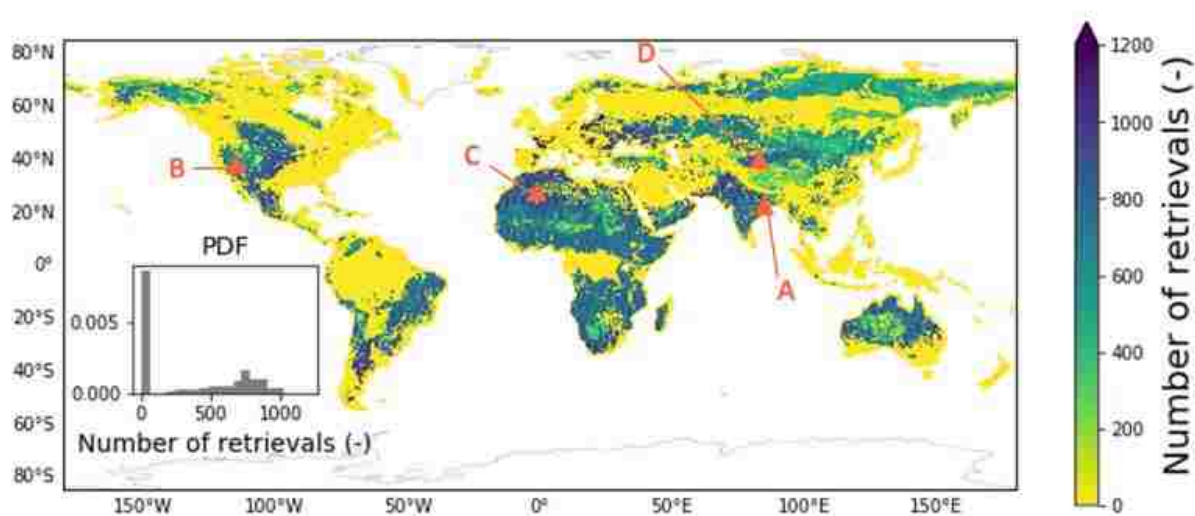 80°N
60°N
40°N
20°N
0°
20°S
40°S
60°S
80°S
150°W 100°W 50°W 0° 50°E 100°E 150°E
D
B
C
A
PDF
0.005
0.000
0 500 1000
Number of retrievals (-)
1200
1000
800
600
400
200
0
Number of retrievals (-)